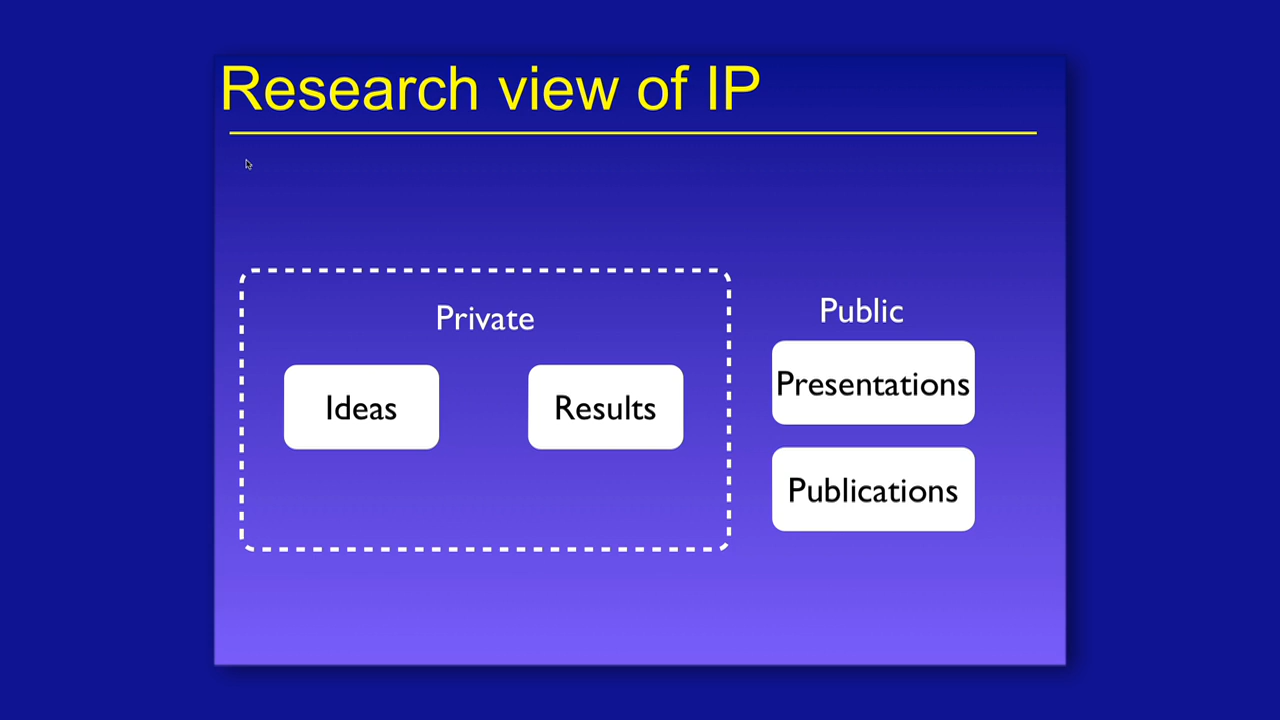 Research view of IP
Private
Ideas
Results
Public
Presentations
Publications